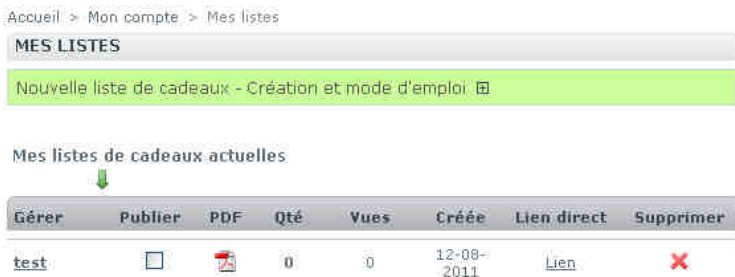 Accueil > Mon compte > Mes listes
MES LISTES
Nouvelle liste de cadeaux - Création et mode d'emploi
Mes listes de cadeaux actuelles
Gérer Publier PDF Qté Vues Créée Lien direct Supprimer
test 0 0 12-08-2011 Lien